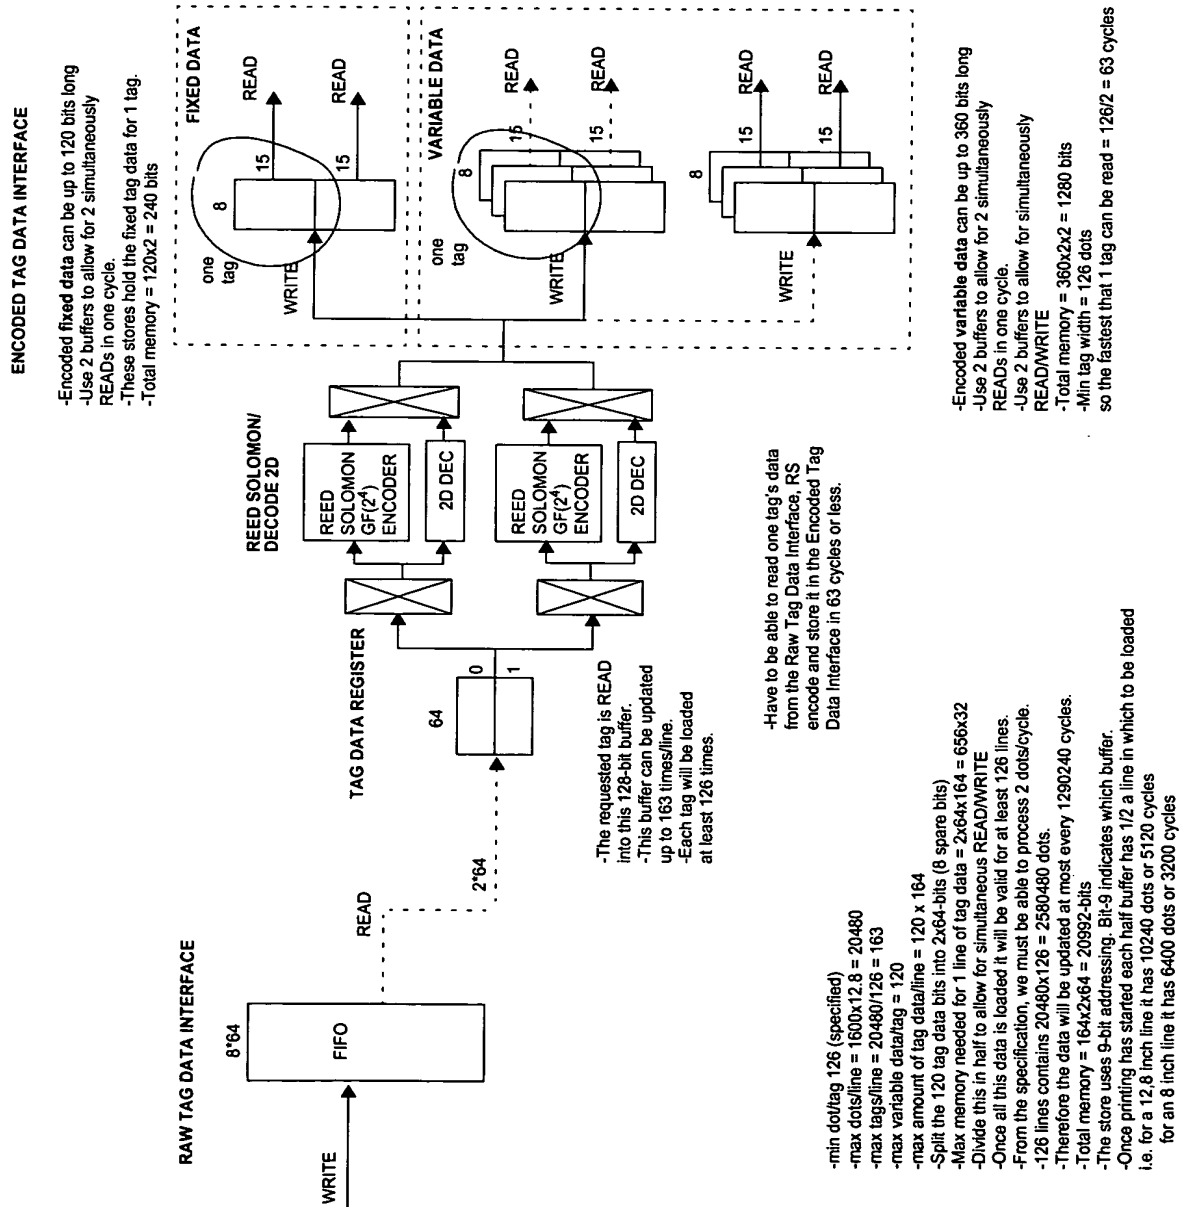 RAW TAG DATA INTERFACE
8*64
WRITE
FIFO
READ
2*64
-min dot/tag 126 (specified)
-max dots/line = 1600x12.8 = 20480
-max tags/line = 20480/126 = 163
-max variable data/tag = 120
-max amount of tag data/line = 120 x 164
-Split the 120 tag data bits into 2x64-bits (8 spare bits)
-Max memory needed for 1 line of tag data = 2x64x164 = 656x32
-Divide this in half to allow for simultaneous READ/WRITE
-Once all this data is loaded it will be valid for at least 126 lines.
-From the specification, we must be able to process 2 dots/cycle.
-126 lines contains 20480x126 = 2580480 dots.
-Therefore the data will be updated at most every 1290240 cycles.
-Total memory = 164x2x64 = 20992-bits
-The store uses 9-bit addressing. Bit-9 indicates which buffer.
-Once printing has started each half buffer has 1/2 a line in which to be loaded
i.e. for a 12,8 inch line it has 10240 dots or 5120 cycles
for an 8 inch line it has 6400 dots or 3200 cycles
TAG DATA REGISTER
64
0
1
-The requested tag is READ
into this 128-bit buffer.
-This buffer can be updated
up to 163 times/line.
-Each tag will be loaded
at least 126 times.
REED SOLOMON/
DECODE 2D
REED
SOLOMON
GF(2⁴)
ENCODER
2D DEC
REED
SOLOMON
GF(2⁴)
ENCODER
2D DEC
-Have to be able to read one tag's data
from the Raw Tag Data Interface, RS
encode and store it in the Encoded Tag
Data Interface in 63 cycles or less.
ENCODED TAG DATA INTERFACE
-Encoded fixed data can be up to 120 bits long
-Use 2 buffers to allow for 2 simultaneously
READs in one cycle.
-These stores hold the fixed tag data for 1 tag.
-Total memory = 120x2 = 240 bits
FIXED DATA
one
tag
8
15
READ
15
READ
WRITE
VARIABLE DATA
one
tag
8
15
READ
15
READ
WRITE
8
15
READ
15
READ
WRITE
-Encoded variable data can be up to 360 bits long
-Use 2 buffers to allow for 2 simultaneously
READs in one cycle.
-Use 2 buffers to allow for simultaneously
READ/WRITE
-Total memory = 360x2x2 = 1280 bits
-Min tag width = 126 dots
so the fastest that 1 tag can be read = 126/2 = 63 cycles